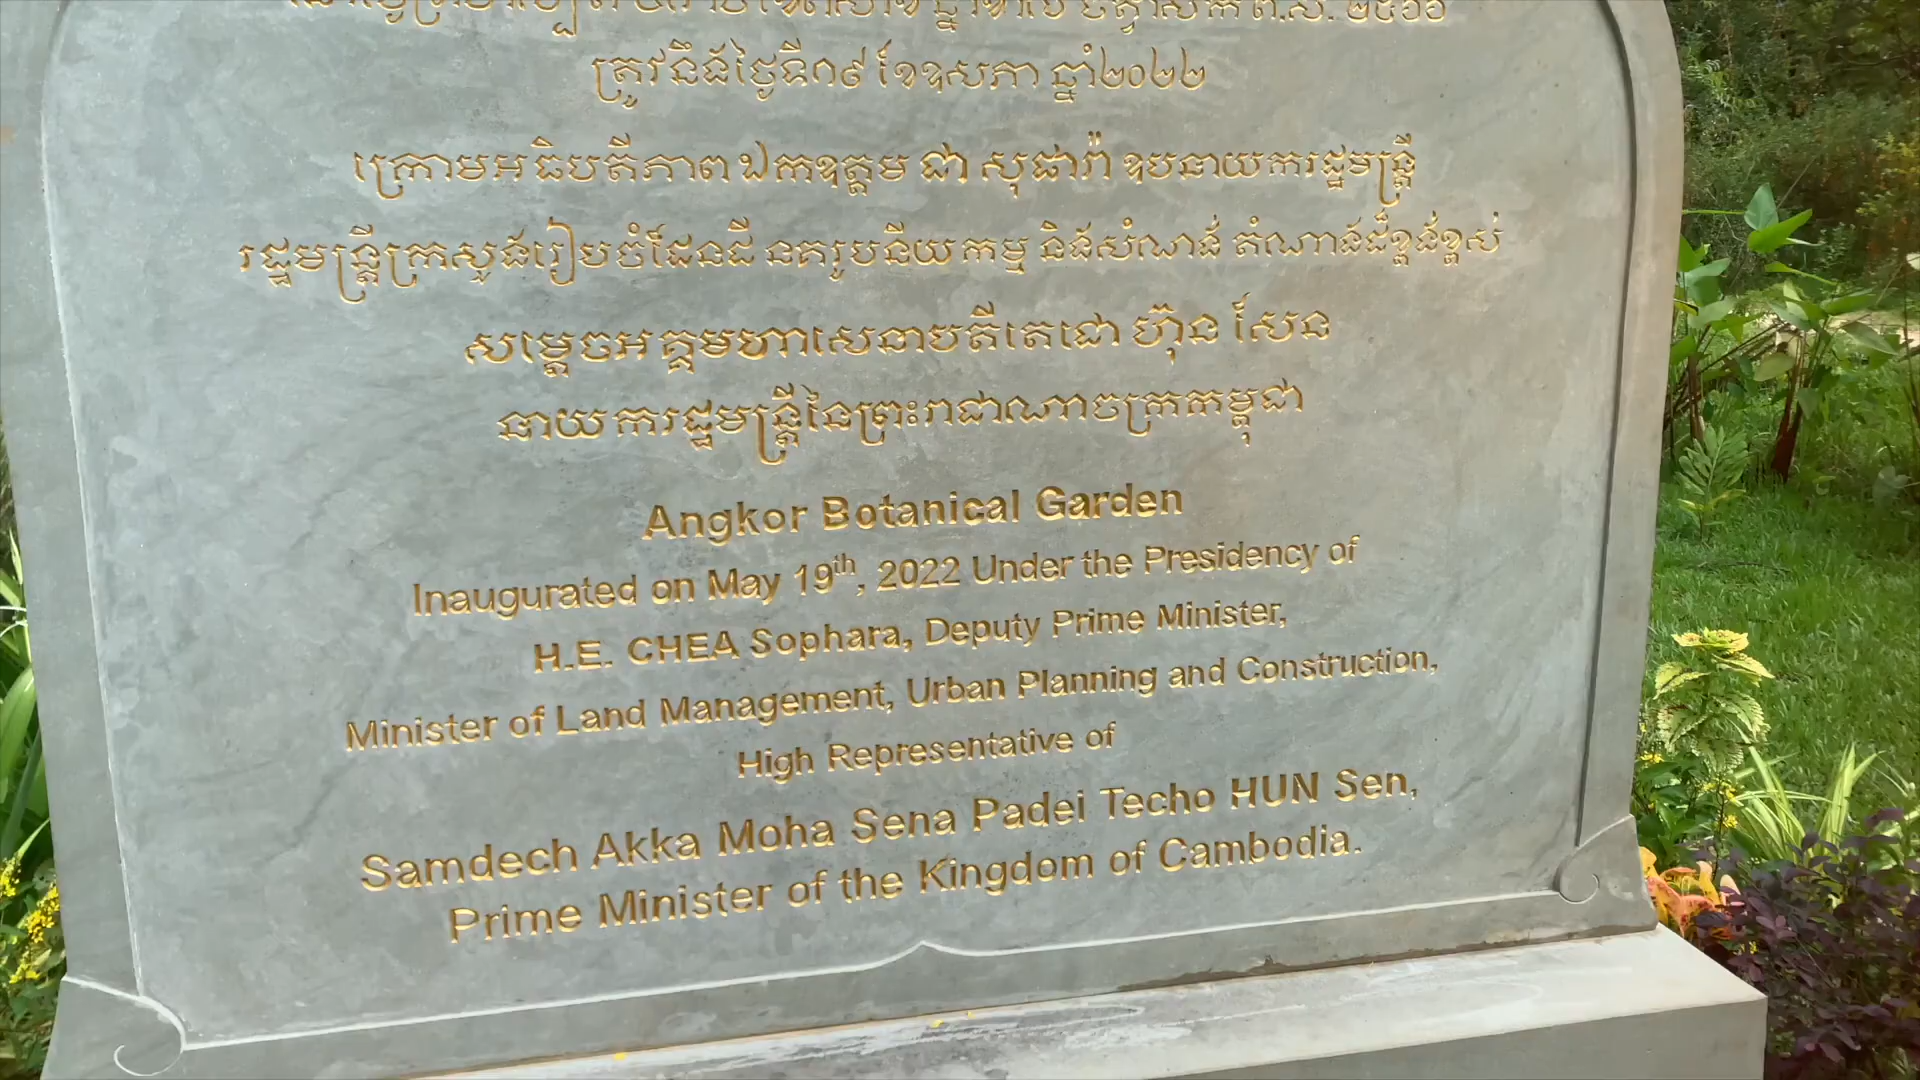 ព.ស. ២៥៦៦
ត្រូវនឹងថ្ងៃទី១៩ ខែឧសភា ឆ្នាំ២០២២
ក្រោមអធិបតីភាព ឯកឧត្តម ជា សុផារ៉ា ឧបនាយករដ្ឋមន្ត្រី
រដ្ឋមន្ត្រីក្រសួងរៀបចំដែនដី នគរូបនីយកម្ម និងសំណង់ តំណាងដ៏ខ្ពង់ខ្ពស់
សម្តេចអគ្គមហាសេនាបតីតេជោ ហ៊ុន សែន
នាយករដ្ឋមន្ត្រីនៃព្រះរាជាណាចក្រកម្ពុជា
Angkor Botanical Garden
Inaugurated on May 19th, 2022 Under the Presidency of
H.E. CHEA Sophara, Deputy Prime Minister,
Minister of Land Management, Urban Planning and Construction,
High Representative of
Samdech Akka Moha Sena Padei Techo HUN Sen,
Prime Minister of the Kingdom of Cambodia.